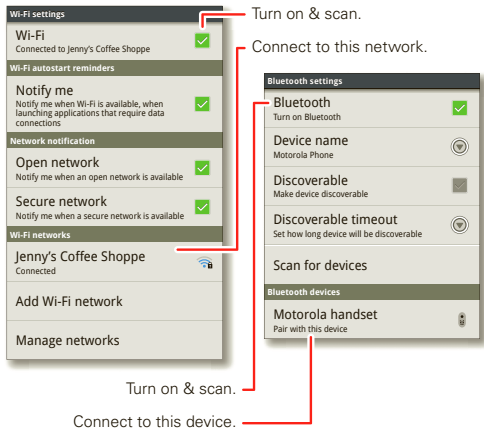 Wi-Fi settings
Wi-Fi
Connected to Jenny's Coffee Shoppe
Wi-Fi autostart reminders
Notify me
Notify me when Wi-Fi is available, when
launching applications that require data
connections
Network notification
Open network
Notify me when an open network is available
Secure network
Notify me when a secure network is available
Wi-Fi networks
Jenny's Coffee Shoppe
Connected
Add Wi-Fi network
Manage networks
Turn on & scan.
Connect to this network.
Bluetooth settings
Bluetooth
Turn on Bluetooth
Device name
Motorola Phone
Discoverable
Make device discoverable
Discoverable timeout
Set how long device will be discoverable
Scan for devices
Bluetooth devices
Motorola handset
Pair with this device
Turn on & scan.
Connect to this device.